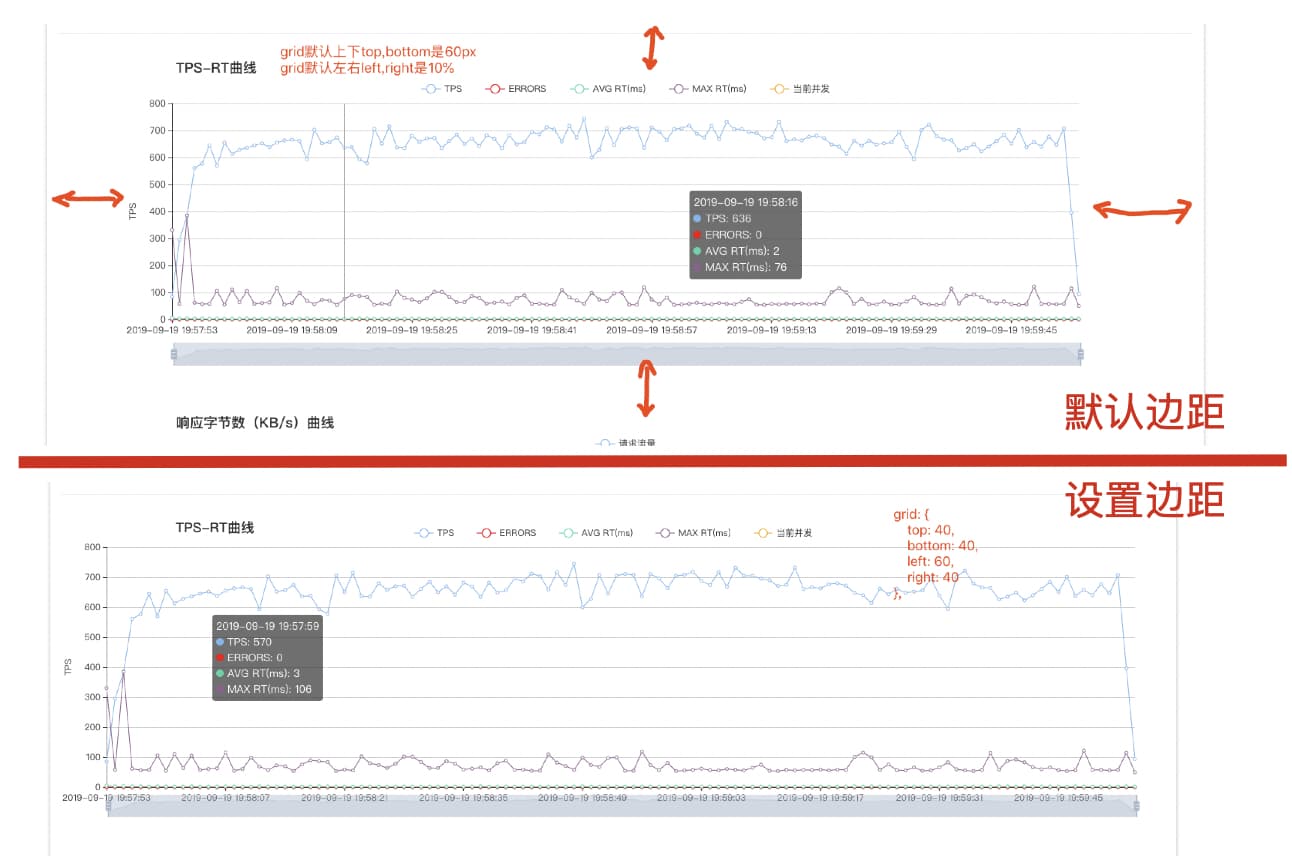 grid默认上下top,bottom是60px
TPS-RT曲线
grid默认左右left,right是10%
TPS ERRORS AVG RT(ms) MAX RT(ms) 当前并发
800
700
600
500
400
300
200
100
0
TPS
2019-09-19 19:58:16
TPS: 636
ERRORS: 0
AVG RT(ms): 2
MAX RT(ms): 76
2019-09-19 19:57:53 2019-09-19 19:58:09 2019-09-19 19:58:25 2019-09-19 19:58:41 2019-09-19 19:58:57 2019-09-19 19:59:13 2019-09-19 19:59:29 2019-09-19 19:59:45
默认边距
响应字节数（KB/s）曲线
请求流量
设置边距
TPS-RT曲线
TPS ERRORS AVG RT(ms) MAX RT(ms) 当前并发
grid: {
top: 40,
bottom: 40,
left: 60,
right: 40
},
800
700
600
500
400
300
200
100
0
TPS
2019-09-19 19:57:59
TPS: 570
ERRORS: 0
AVG RT(ms): 3
MAX RT(ms): 106
2019-09-19 19:57:53 2019-09-19 19:58:07 2019-09-19 19:58:21 2019-09-19 19:58:35 2019-09-19 19:58:49 2019-09-19 19:59:03 2019-09-19 19:59:17 2019-09-19 19:59:31 2019-09-19 19:59:45